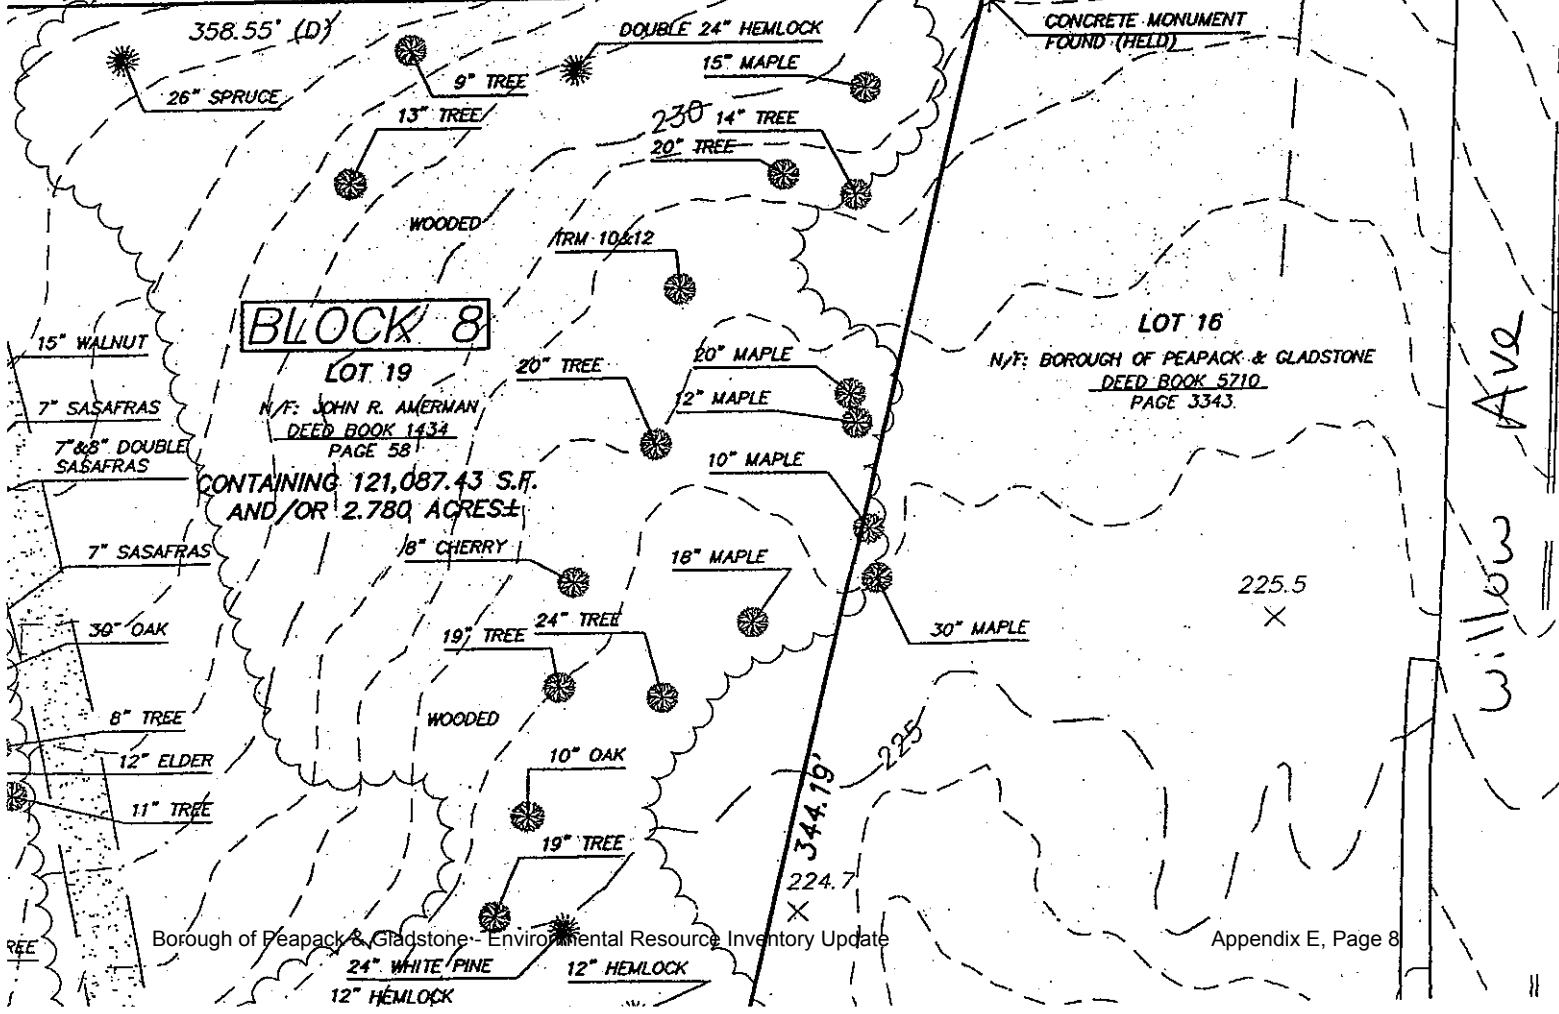 358.55' (D)
DOUBLE 24" HEMLOCK
CONCRETE MONUMENT
FOUND (HELD)
26" SPRUCE
9" TREE
15" MAPLE
13" TREE
230
14" TREE
20" TREE
WOODED
TRM 10&12
BLOCK 8
LOT 19
N/F: JOHN R. AMERMAN
DEED BOOK 1434
PAGE 58
CONTAINING 121,087.43 S.F.
AND/OR 2.780 ACRES±
LOT 16
N/F: BOROUGH OF PEAPACK & GLADSTONE
DEED BOOK 5710
PAGE 3343
Willow Ave
15" WALNUT
7" SASAFRAS
7"&8" DOUBLE
SASAFRAS
7" SASAFRAS
20" TREE
20" MAPLE
12" MAPLE
10" MAPLE
8" CHERRY
18" MAPLE
225.5
30" OAK
19" TREE
24" TREE
30" MAPLE
8" TREE
WOODED
12" ELDER
10" OAK
225
11" TREE
344.19'
19" TREE
224.7
REE
Borough of Peapack & Gladstone - Environmental Resource Inventory Update
Appendix E, Page 8
24" WHITE PINE
12" HEMLOCK
12" HEMLOCK